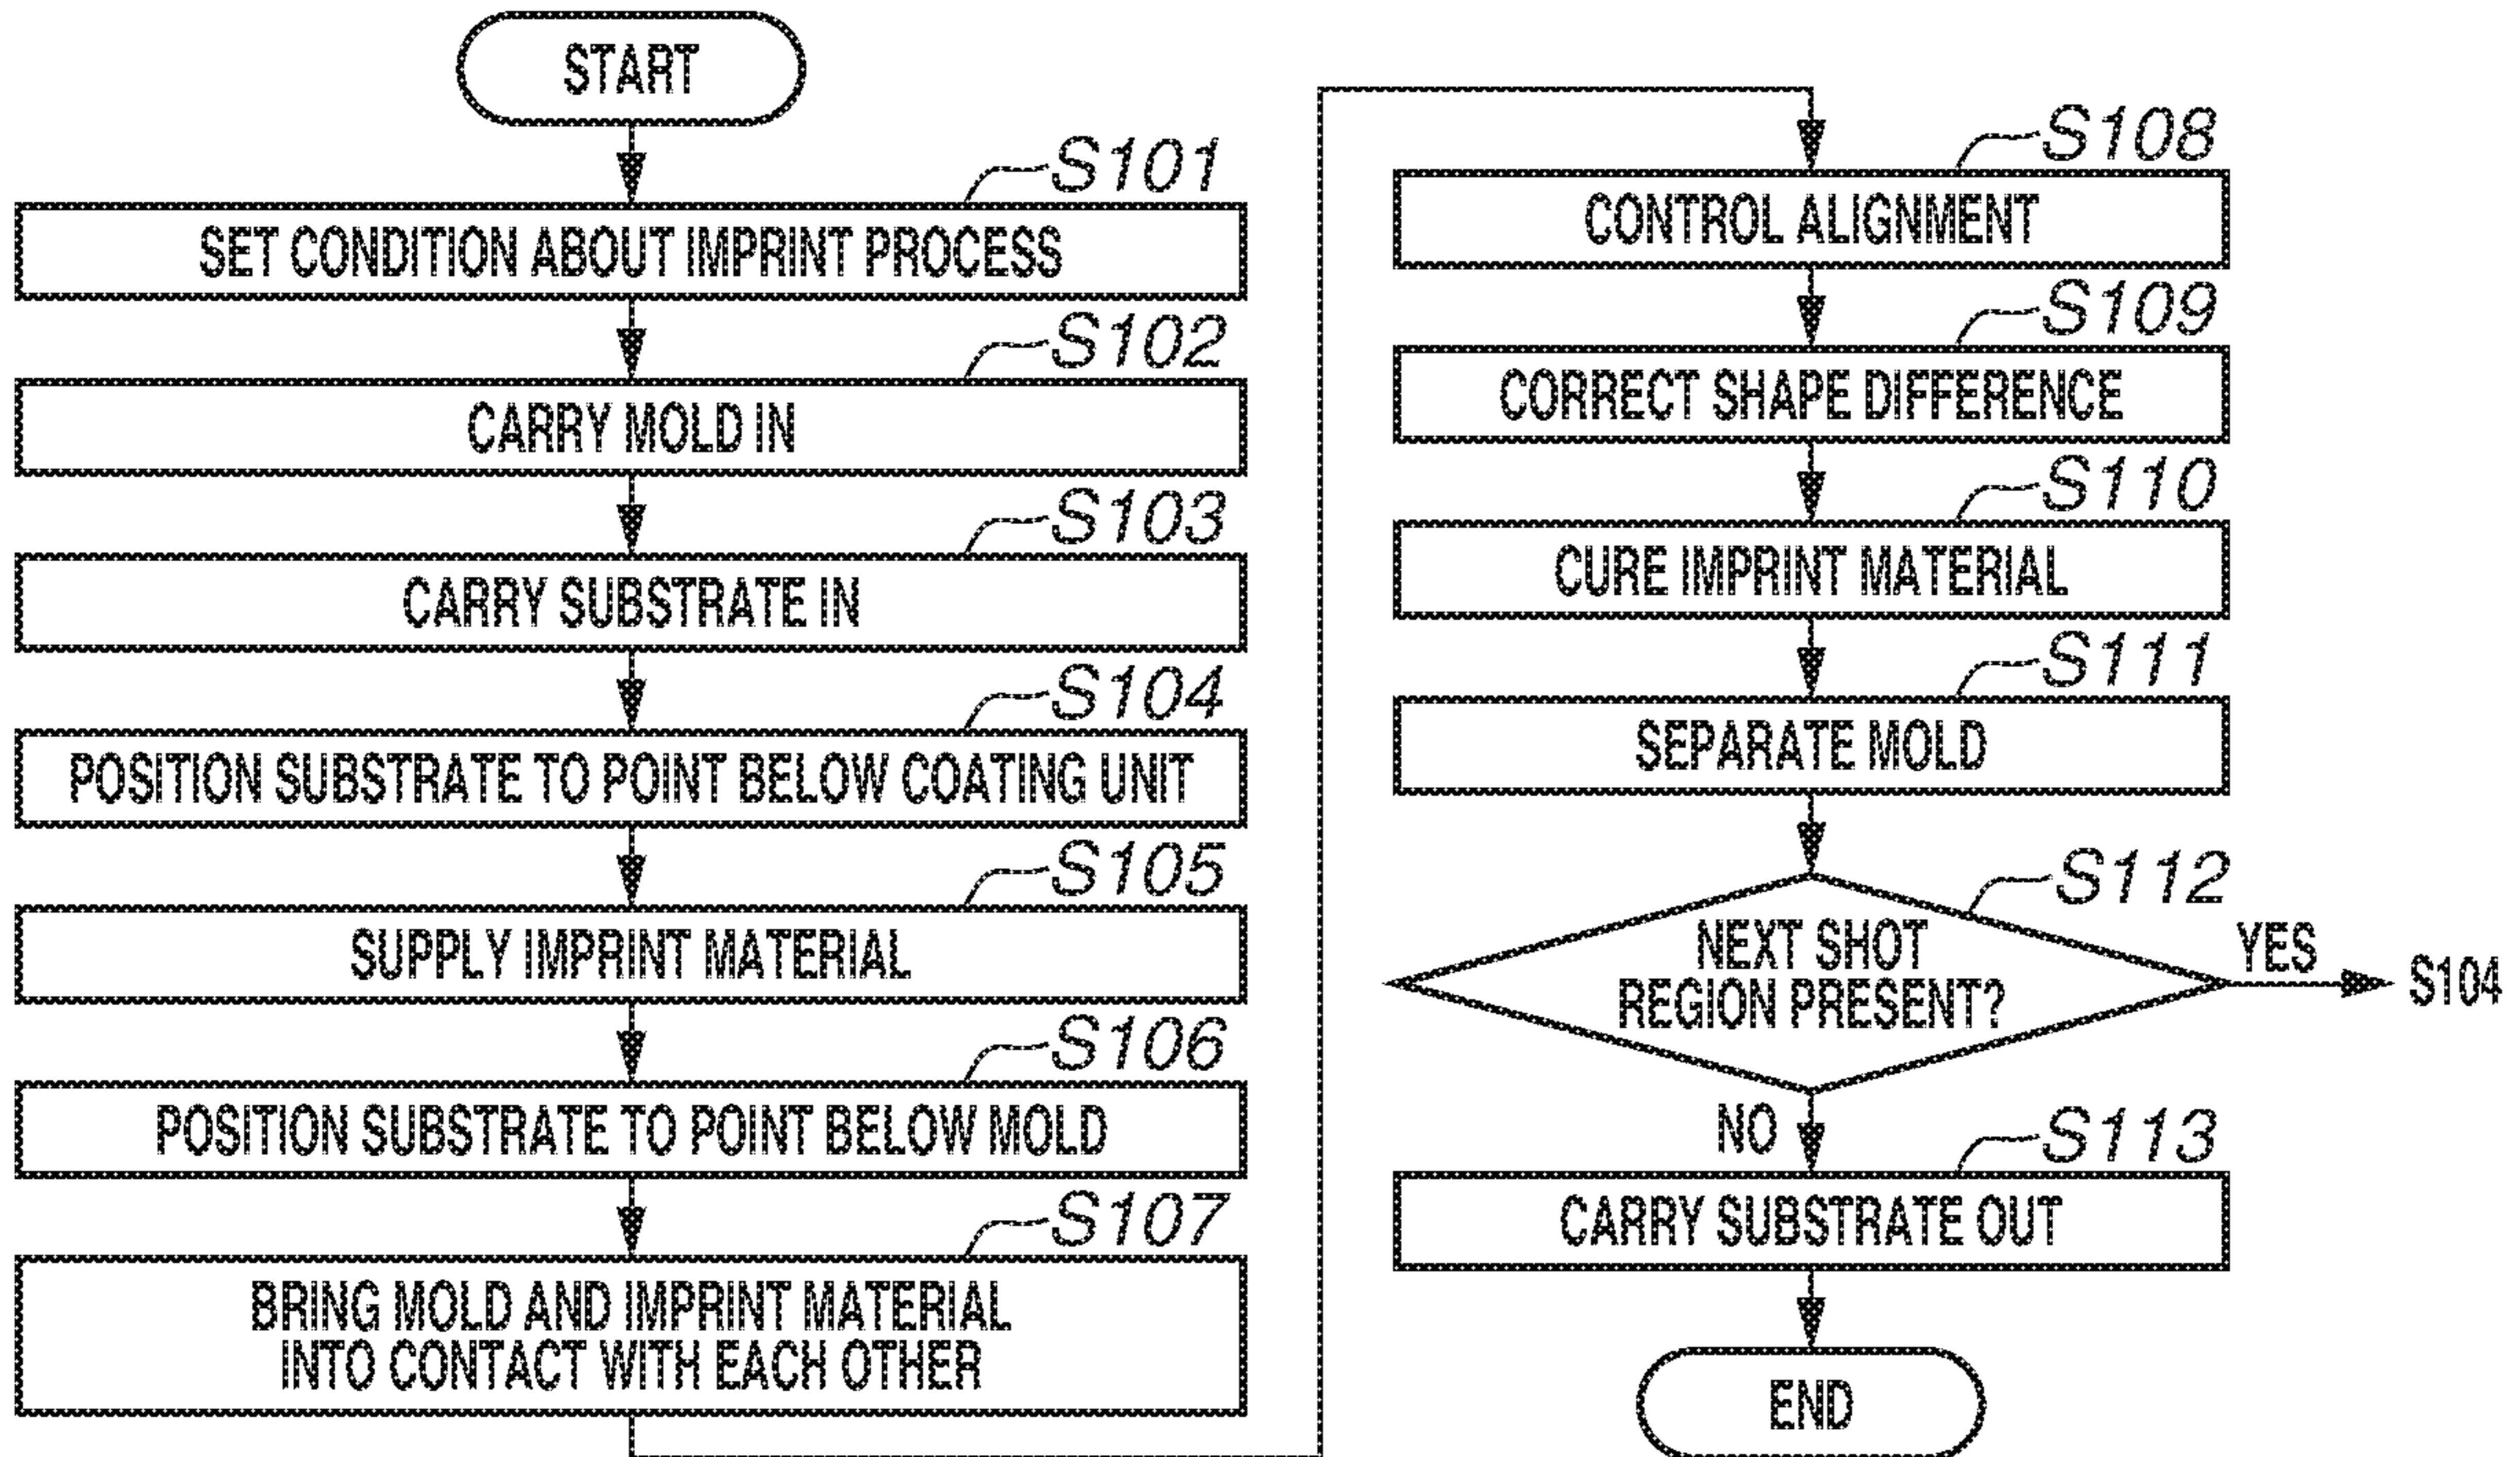 START
S101
SET CONDITION ABOUT IMPRINT PROCESS
S102
CARRY MOLD IN
S103
CARRY SUBSTRATE IN
S104
POSITION SUBSTRATE TO POINT BELOW COATING UNIT
S105
SUPPLY IMPRINT MATERIAL
S106
POSITION SUBSTRATE TO POINT BELOW MOLD
S107
BRING MOLD AND IMPRINT MATERIAL
INTO CONTACT WITH EACH OTHER
S108
CONTROL ALIGNMENT
S109
CORRECT SHAPE DIFFERENCE
S110
CURE IMPRINT MATERIAL
S111
SEPARATE MOLD
S112
NEXT SHOT
REGION PRESENT?
YES
S104
NO
S113
CARRY SUBSTRATE OUT
END